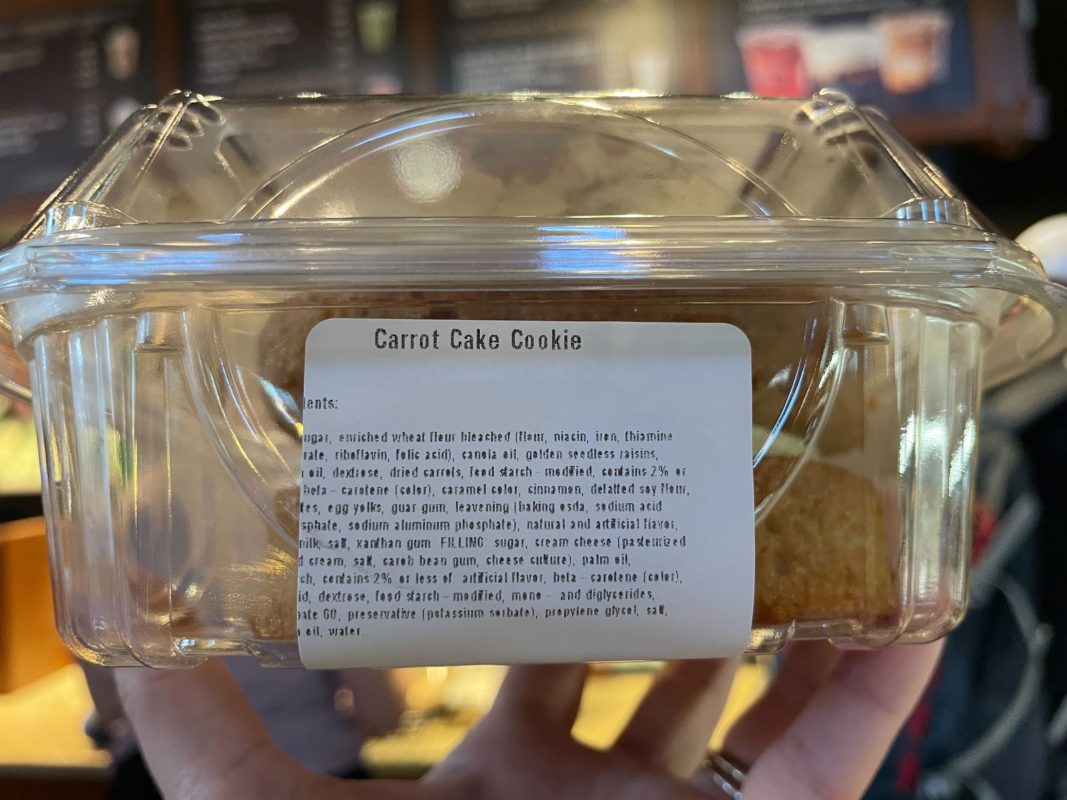 Carrot Cake Cookie
ients:
ugar, enriched wheat flour bleached (flour, niacin, iron, thiamine
rate, riboflavin, folic acid), canola oil, golden seedless raisins,
oil, dextrose, dried carrots, food starch - modified, contains 2% or
beta - carotene (color), caramel color, cinnamon, defatted soy flour,
tes, egg yolks, guar gum, leavening (baking osda, sodium acid
sphate, sodium aluminum phosphate), natural and artificial flavor,
milk, salt, xanthan gum. FILLING: sugar, cream cheese (pasteurized
d cream, salt, carob bean gum, cheese culture), palm oil,
ch, contains 2% or less of: artificial flavor, beta - carotene (color),
id, dextrose, food starch - modified, mono - and diglycerides,
bate 60, preservative (potassium sorbate), propylene glycol, salt,
oil, water.